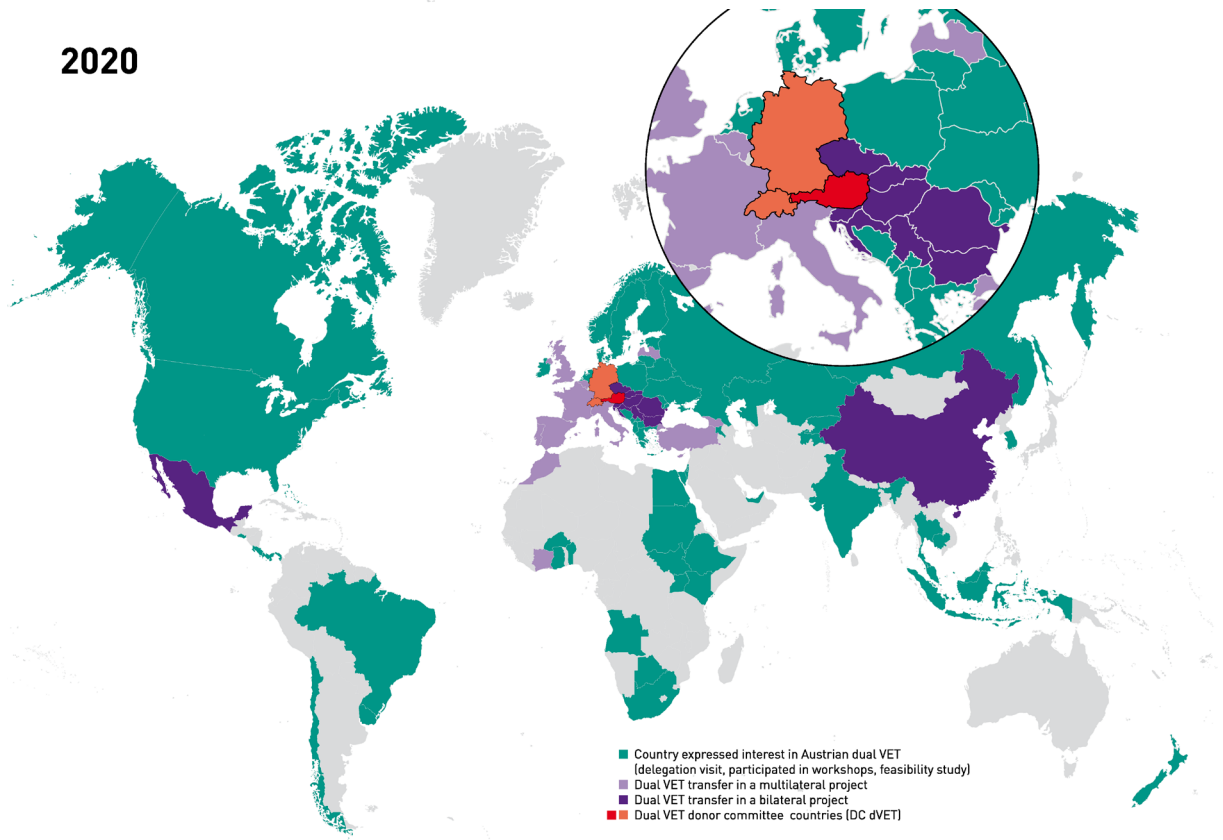 2020
Country expressed interest in Austrian dual VET
(delegation visit, participated in workshops, feasibility study)
Dual VET transfer in a multilateral project
Dual VET transfer in a bilateral project
Dual VET donor committee countries (DC dVET)